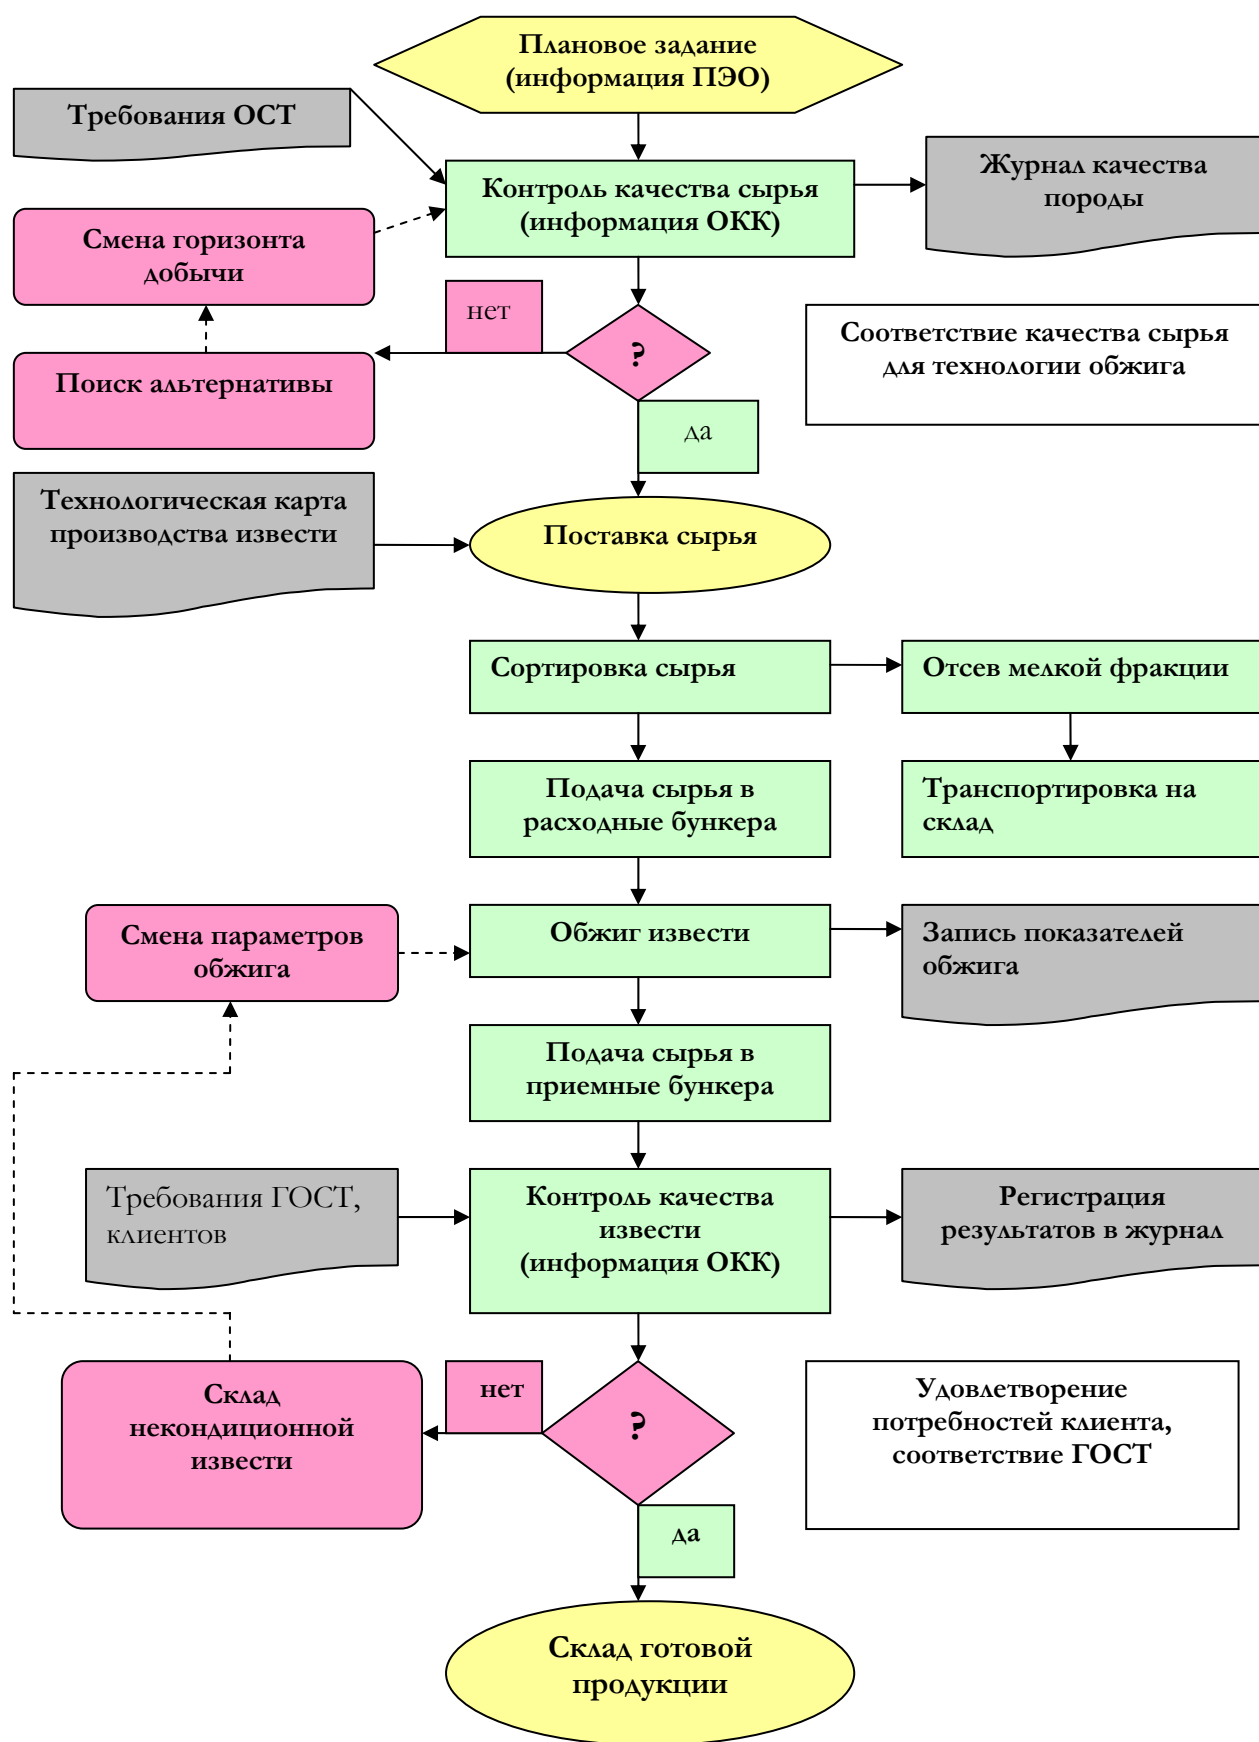 Плановое задание
(информация ПЭО)
Требования ОСТ
Контроль качества сырья
(информация ОКК)
Журнал качества
породы
Смена горизонта
добычи
нет
?
Соответствие качества сырья
для технологии обжига
Поиск альтернативы
да
Технологическая карта
производства извести
Поставка сырья
Сортировка сырья
Отсев мелкой фракции
Подача сырья в
расходные бункера
Транспортировка на
склад
Смена параметров
обжига
Обжиг извести
Запись показателей
обжига
Подача сырья в
приемные бункера
Требования ГОСТ,
клиентов
Контроль качества
извести
(информация ОКК)
Регистрация
результатов в журнал
Склад
некондиционной
извести
нет
?
Удовлетворение
потребностей клиента,
соответствие ГОСТ
да
Склад готовой
продукции